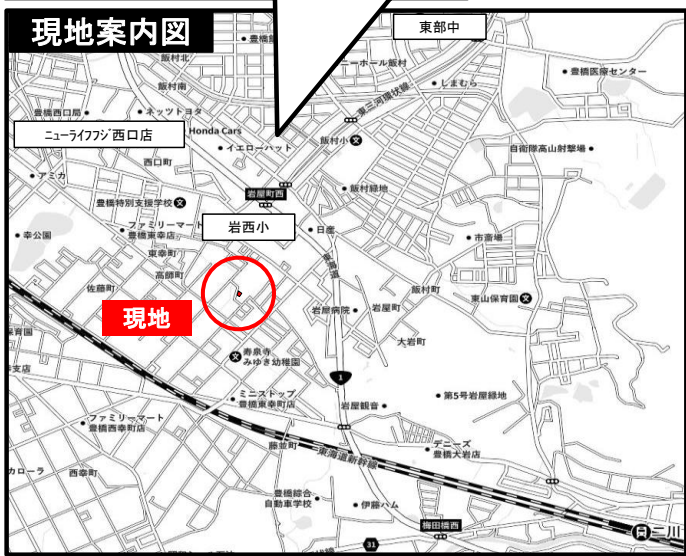 現地案内図
東部中
飯村北
ニーホール飯村
しまむら
豊橋医療センター
飯村南
東三河環状線
豊橋西口局
ネッツトヨタ
ニューライフフジ西口店
Honda Cars
イエローハット
飯村小
自衛隊高山射撃場
西口町
アミカ
岩屋町西
飯村緑地
豊橋特別支援学校
ファミリーマート
豊橋東幸店
岩西小
日産
市斎場
幸公園
東幸町
高師町
東海道
飯村町
佐藤町
東山保育園
現地
岩屋病院
岩屋町
大岩町
保育園
寿泉寺
みゆき幼稚園
支店
1
ミニストップ
豊橋東幸町店
岩屋観音
第5号岩屋緑地
ファミリーマート
豊橋西幸店
藤並町
デニーズ
豊橋大岩店
東海道新幹線
カローラ
西幸町
豊橋綜合
自動車学校
伊藤ハム
梅田橋西
二川
31